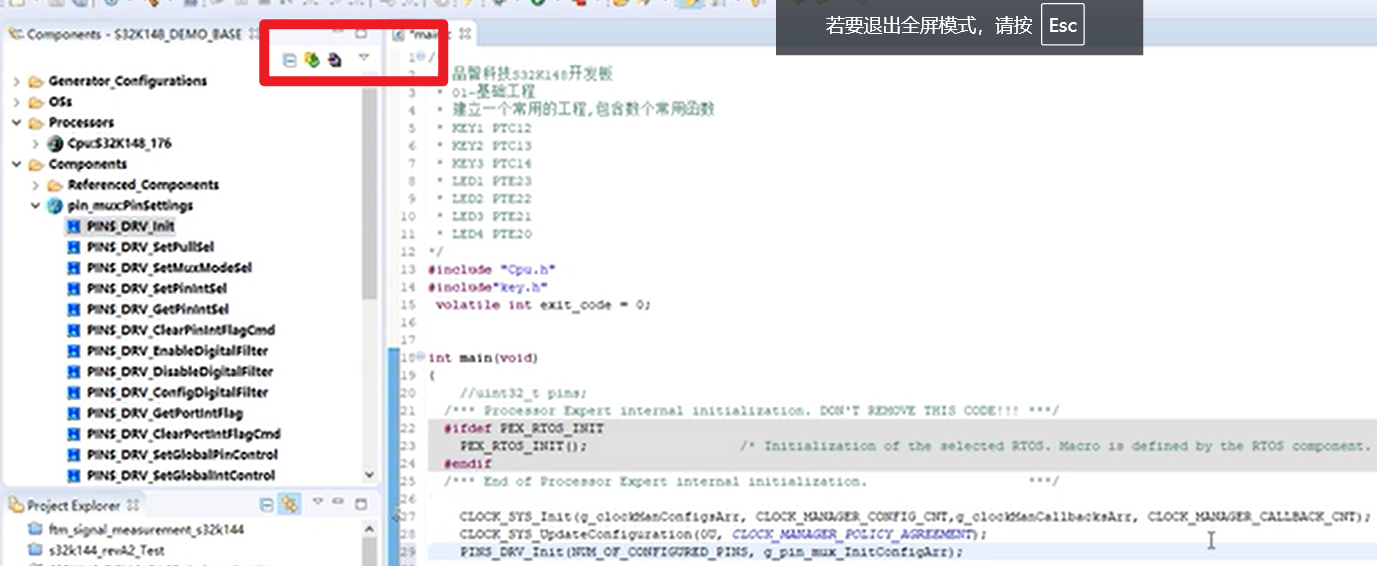 若要退出全屏模式，请按 Esc
Components - S32K148_DEMO_BASE
Generator_Configurations
OSs
Processors
Cpu:S32K148_176
Components
Referenced_Components
pin_mux:PinSettings
PINS_DRV_Init
PINS_DRV_SetPullSel
PINS_DRV_SetMuxModeSel
PINS_DRV_SetPinIntSel
PINS_DRV_GetPinIntSel
PINS_DRV_ClearPinIntFlagCmd
PINS_DRV_EnableDigitalFilter
PINS_DRV_DisableDigitalFilter
PINS_DRV_ConfigDigitalFilter
PINS_DRV_GetPortIntFlag
PINS_DRV_ClearPortIntFlagCmd
PINS_DRV_SetGlobalPinControl
PINS_DRV_SetGlobalIntControl
Project Explorer
ftm_signal_measurement_s32k144
s32k144_revA2_Test
1 /
品智科技S32K148开发板
3 * 01-基础工程
4 * 建立一个常用的工程,包含数个常用函数
5 * KEY1 PTC12
6 * KEY2 PTC13
7 * KEY3 PTC14
8 * LED1 PTE23
9 * LED2 PTE22
10 * LED3 PTE21
11 * LED4 PTE20
12 */
13 #include "Cpu.h"
14 #include"key.h"
15 volatile int exit_code = 0;
16
17
18 int main(void)
19 {
20 //uint32_t pins;
21 /*** Processor Expert internal initialization. DON'T REMOVE THIS CODE!!! ***/
22 #ifdef PEX_RTOS_INIT
23 PEX_RTOS_INIT(); /* Initialization of the selected RTOS. Macro is defined by the RTOS component.
24 #endif
25 /*** End of Processor Expert internal initialization. ***/
26
27 CLOCK_SYS_Init(g_clockManConfigsArr, CLOCK_MANAGER_CONFIG_CNT,g_clockManCallbacksArr, CLOCK_MANAGER_CALLBACK_CNT);
28 CLOCK_SYS_UpdateConfiguration(0U, CLOCK_MANAGER_POLICY_AGREEMENT);
29 PINS_DRV_Init(NUM_OF_CONFIGURED_PINS, g_pin_mux_InitConfigArr);